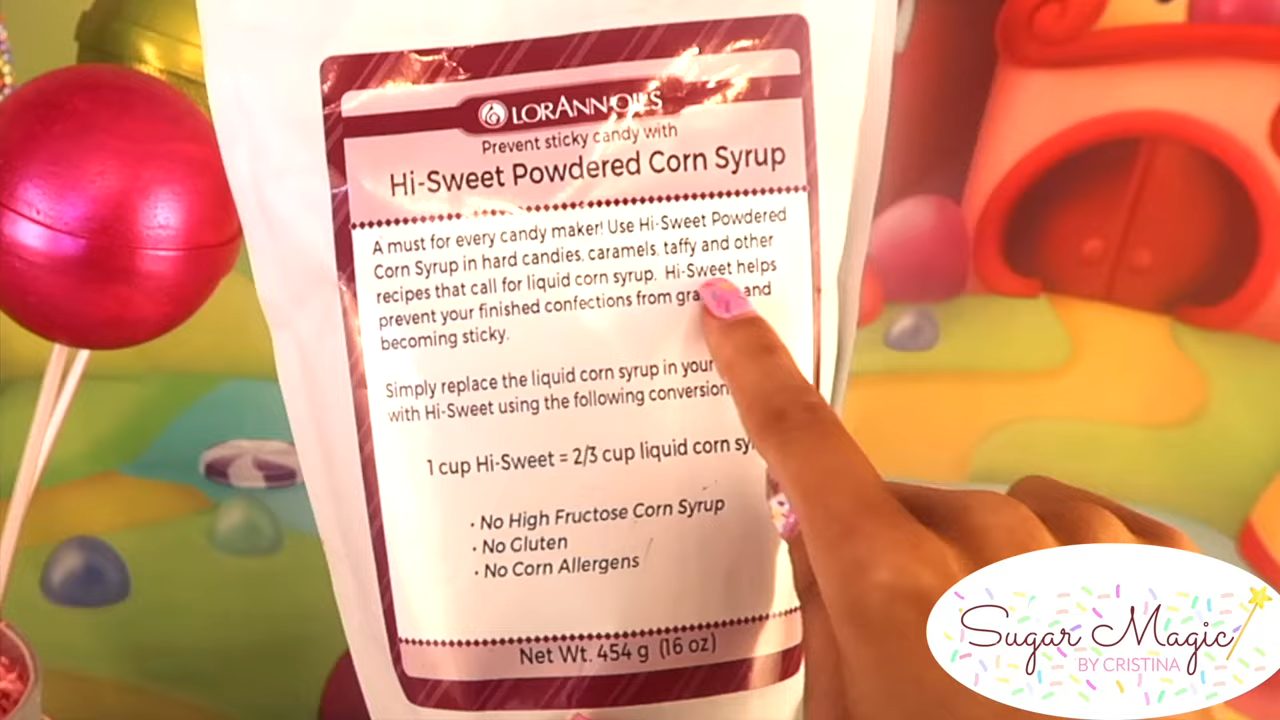 LORANN OILS
Prevent sticky candy with
Hi-Sweet Powdered Corn Syrup
A must for every candy maker! Use Hi-Sweet Powdered
Corn Syrup in hard candies, caramels, taffy and other
recipes that call for liquid corn syrup. Hi-Sweet helps
prevent your finished confections from and
becoming sticky.
Simply replace the liquid corn syrup in your
with Hi-Sweet using the following conversion
1 cup Hi-Sweet = 2/3 cup liquid corn
• No High Fructose Corn Syrup
• No Gluten
• No Corn Allergens
Net Wt. 454 g (16 oz)
Sugar Magic
BY CRISTINA